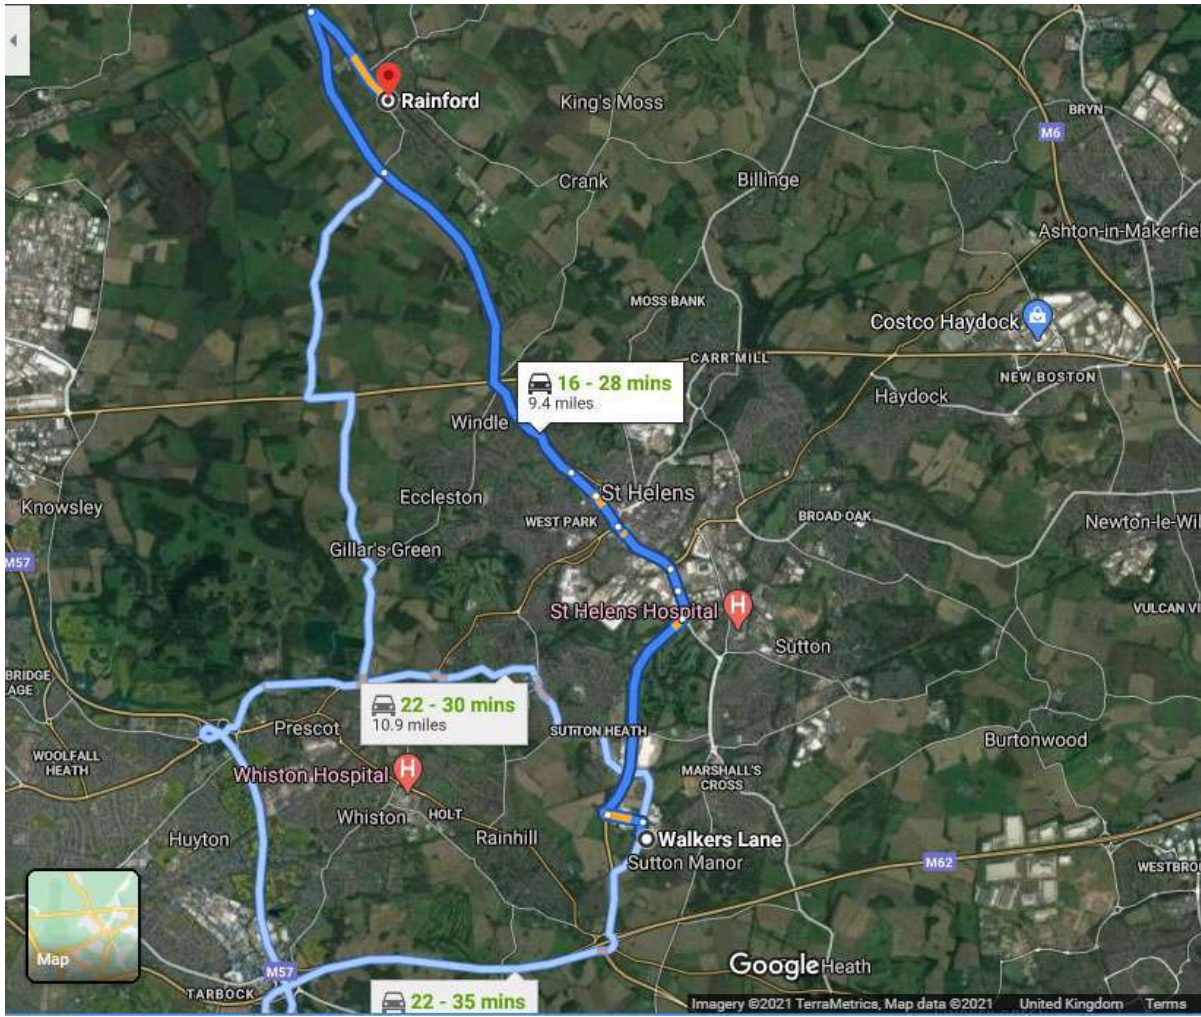 Rainford
King's Moss
BRYN
M6
Crank
Billinge
Ashton-in-Makerfie
MOSS BANK
Costco Haydock
CARR MILL
NEW BOSTON
16 - 28 mins
9.4 miles
Haydock
Windle
Eccleston
St Helens
Knowsley
WEST PARK
BROAD OAK
Newton-le-Wil
Gillar's Green
M57
St Helens Hospital
H
VULCAN VI
Sutton
BRIDGE
AGE
22 - 30 mins
10.9 miles
Prescot
SUTTON HEATH
Burtonwood
WOOLFALL
HEATH
Whiston Hospital
H
MARSHALL'S
CROSS
Whiston
HOLT
Huyton
Rainhill
Walkers Lane
Sutton Manor
M62
WESTBRO
Map
M57
Google
Heath
TARBOCK
22 - 35 mins
Imagery ©2021 TerraMetrics, Map data ©2021
United Kingdom
Terms